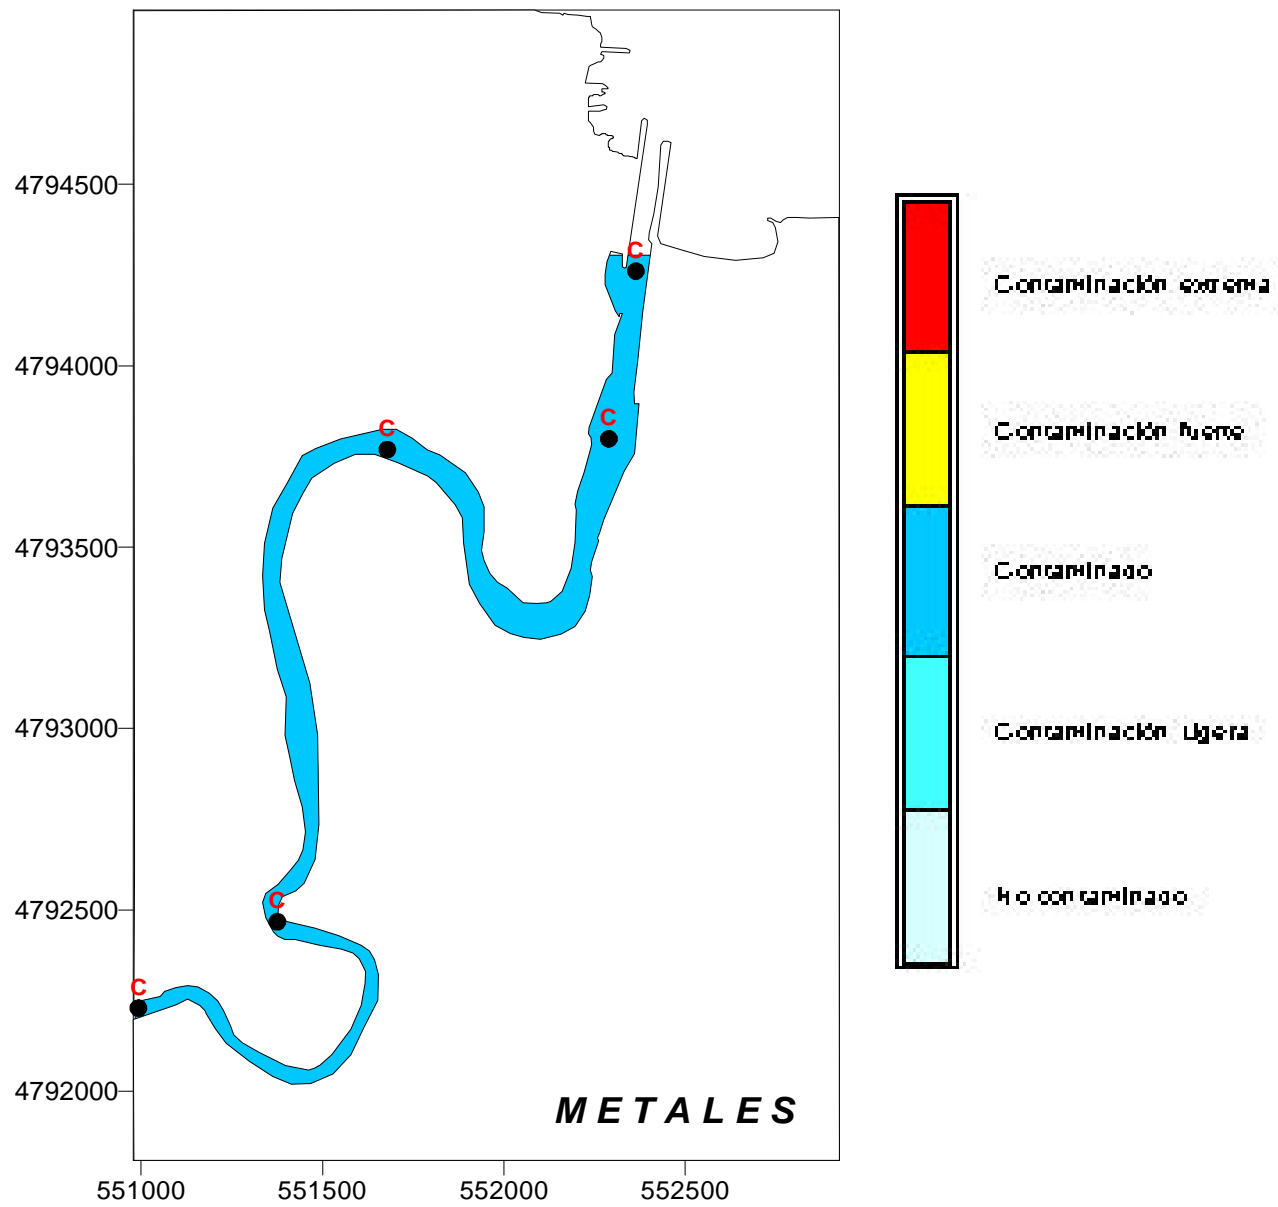 4794500
C
Contaminación extrema
4794000
C
C
Contaminación fuerte
4793500
Contaminado
4793000
Contaminación Ligera
4792500
C
No contaminado
C
4792000
METALES
551000
551500
552000
552500